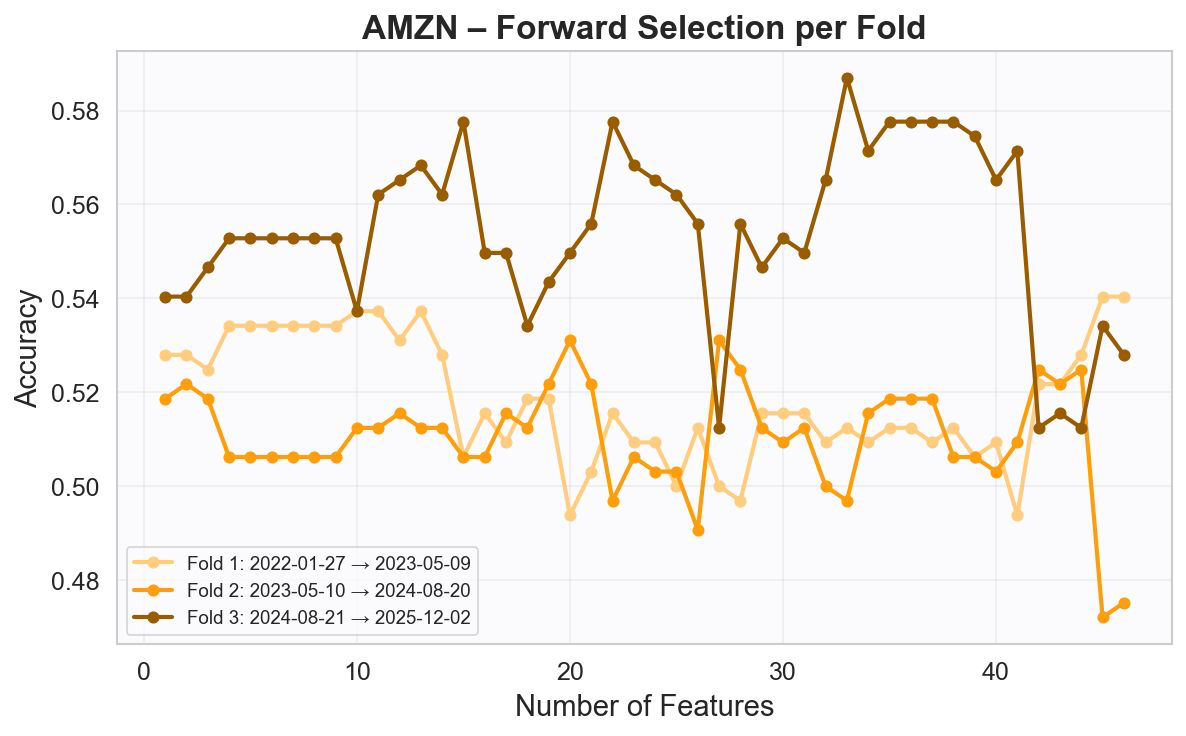 AMZN – Forward Selection per Fold
Accuracy
0.58
0.56
0.54
0.52
0.50
0.48
Fold 1: 2022-01-27 → 2023-05-09
Fold 2: 2023-05-10 → 2024-08-20
Fold 3: 2024-08-21 → 2025-12-02
0 10 20 30 40
Number of Features